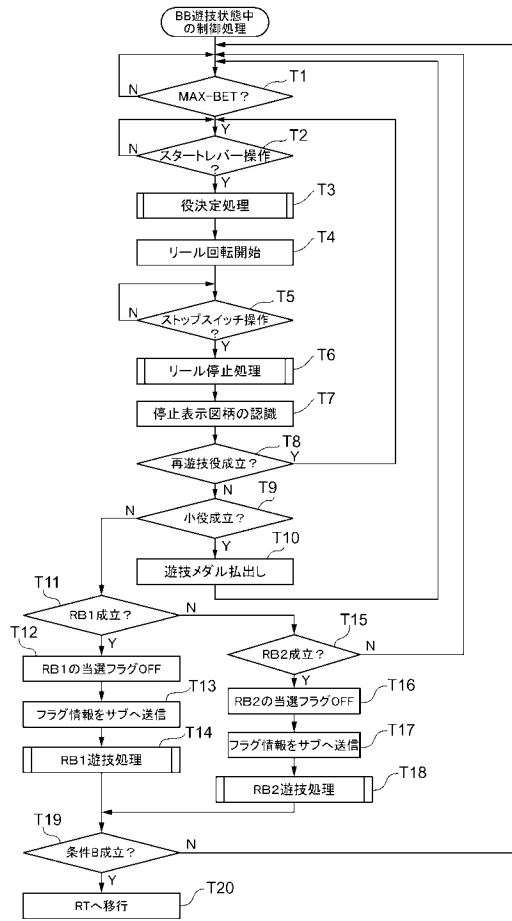 BB遊技状態中
の制御処理
T1
MAX-BET?
N
Y
T2
スタートレバー操作
?
N
Y
T3
役決定処理
T4
リール回転開始
T5
ストップスイッチ操作
?
N
Y
T6
リール停止処理
T7
停止表示図柄の認識
T8
再遊技役成立?
Y
N
T9
小役成立?
N
Y
T10
遊技メダル払出し
T11
RB1成立?
N
Y
T12
RB1の当選フラグOFF
T13
フラグ情報をサブへ送信
T14
RB1遊技処理
T15
RB2成立?
N
Y
T16
RB2の当選フラグOFF
T17
フラグ情報をサブへ送信
T18
RB2遊技処理
T19
条件B成立?
N
Y
T20
RTへ移行